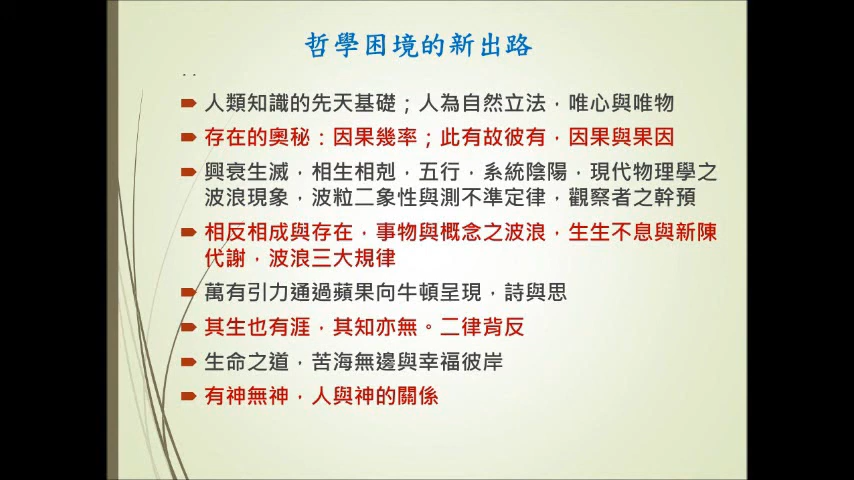 哲學困境的新出路
..
人類知識的先天基礎；人為自然立法，唯心與唯物
存在的奧秘：因果幾率；此有故彼有，因果與果因
興衰生滅，相生相剋，五行，系統陰陽，現代物理學之
波浪現象，波粒二象性與測不準定律，觀察者之幹預
相反相成與存在，事物與概念之波浪，生生不息與新陳
代謝，波浪三大規律
萬有引力通過蘋果向牛頓呈現，詩與思
其生也有涯，其知亦無。二律背反
生命之道，苦海無邊與幸福彼岸
有神無神，人與神的關係